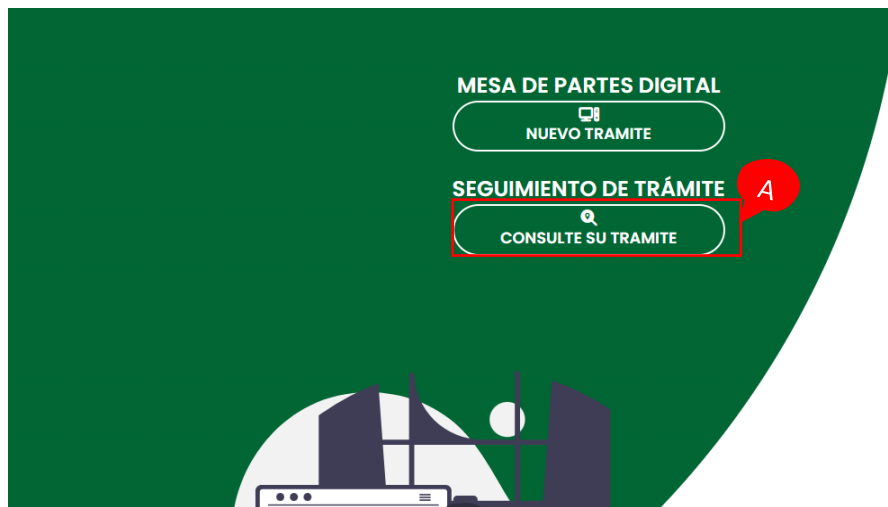 MESA DE PARTES DIGITAL
NUEVO TRAMITE
SEGUIMIENTO DE TRÁMITE
A
CONSULTE SU TRAMITE